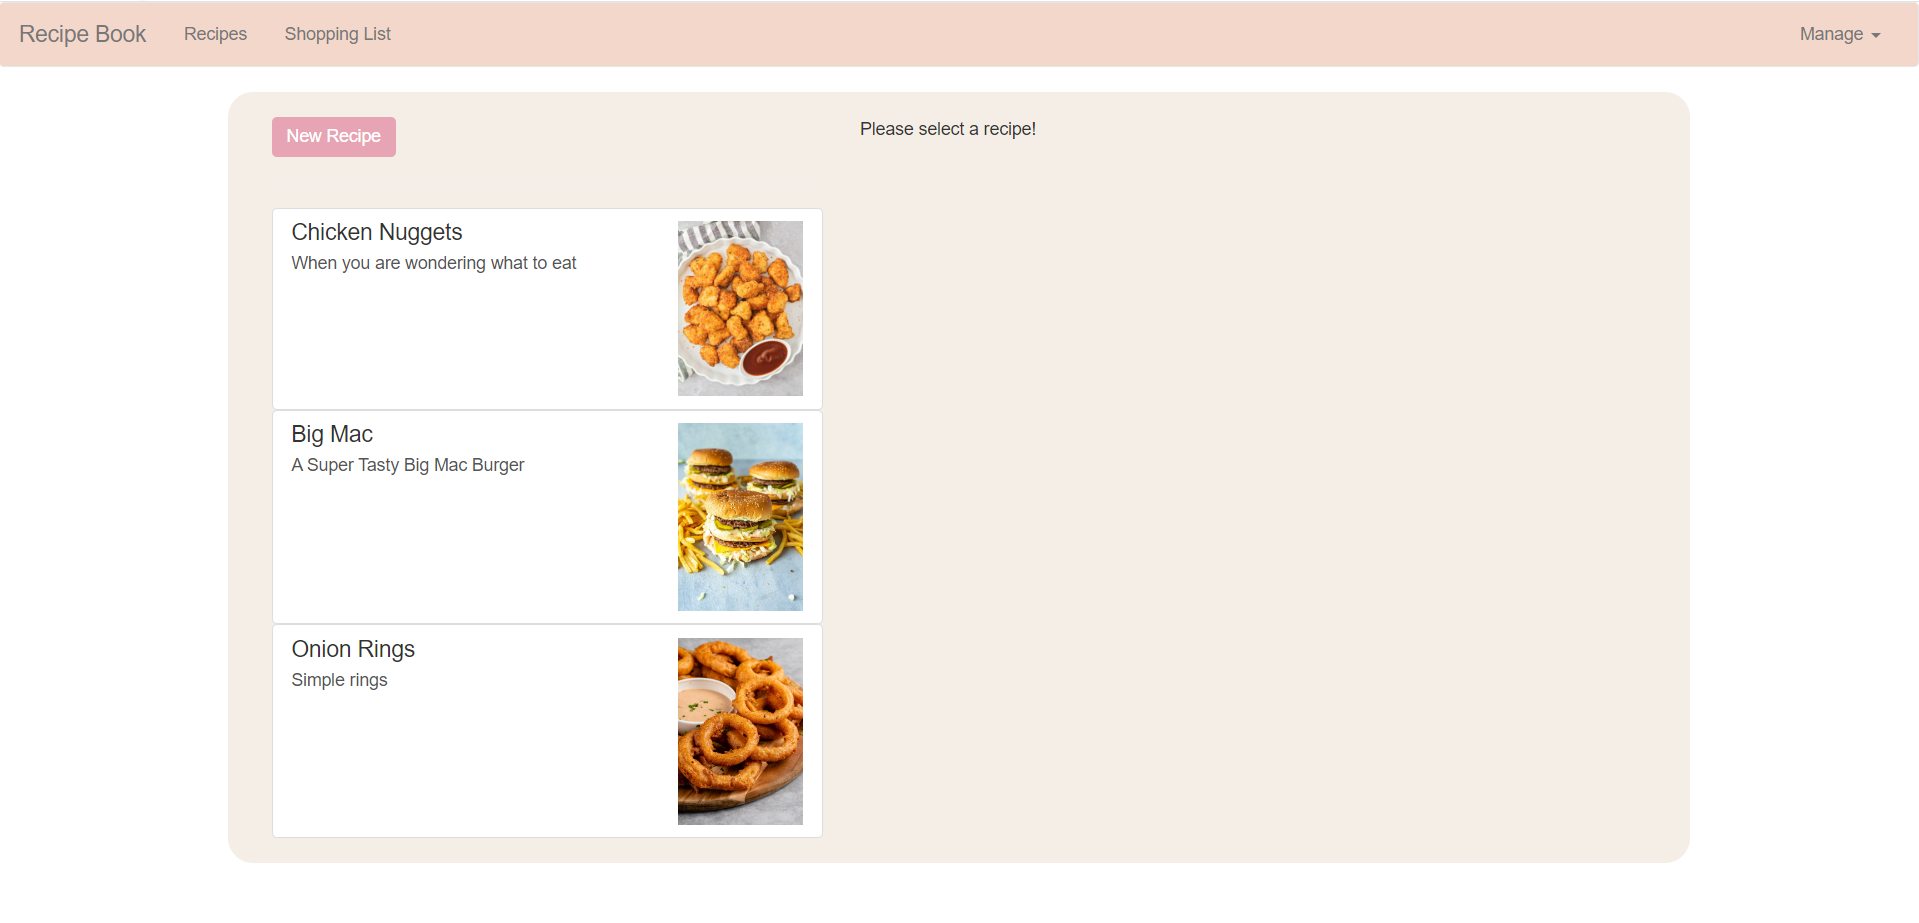 Recipe Book
Recipes
Shopping List
Manage
New Recipe
Please select a recipe!
Chicken Nuggets
When you are wondering what to eat
Big Mac
A Super Tasty Big Mac Burger
Onion Rings
Simple rings